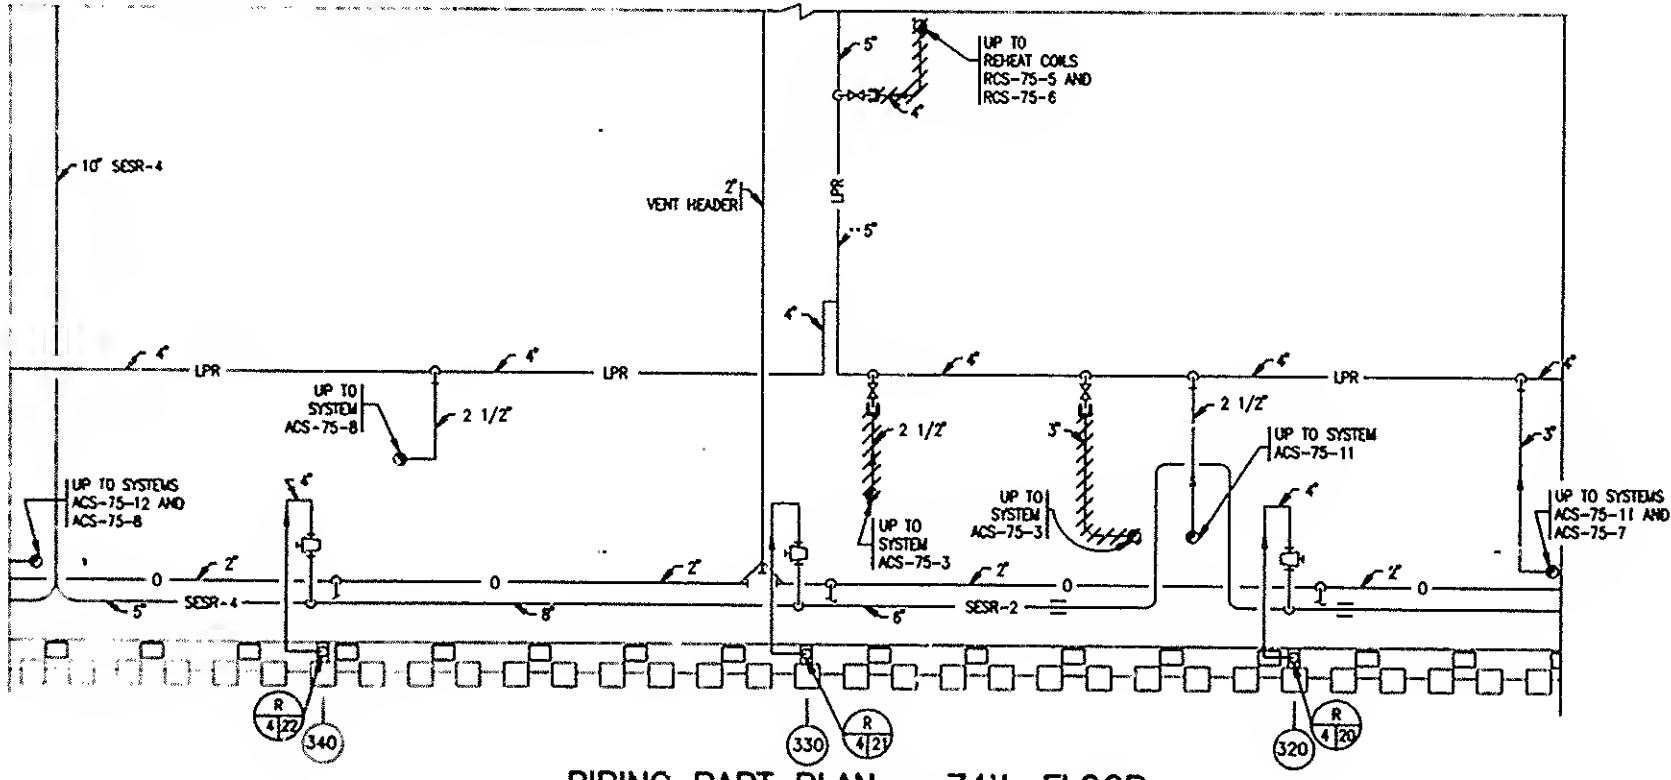 5"
UP TO
REHEAT COILS
RCS-75-5 AND
RCS-75-6
4"
10" SESR-4
2"
VENT HEADER
LPR
5"
4"
4"
LPR
4"
LPR
4"
4"
LPR
4"
UP TO
SYSTEM
ACS-75-8
2 1/2"
2 1/2"
3"
2 1/2"
UP TO SYSTEM
ACS-75-11
3"
UP TO SYSTEMS
ACS-75-12 AND
ACS-75-8
4"
UP TO
SYSTEM
ACS-75-3
UP TO
SYSTEM
ACS-75-3
4"
UP TO SYSTEMS
ACS-75-11 AND
ACS-75-7
O
2"
O
2"
2"
O
2"
O
5"
SESR-4
8"
6"
SESR-2
R
4 22
340
330
R
4 21
320
R
4 20